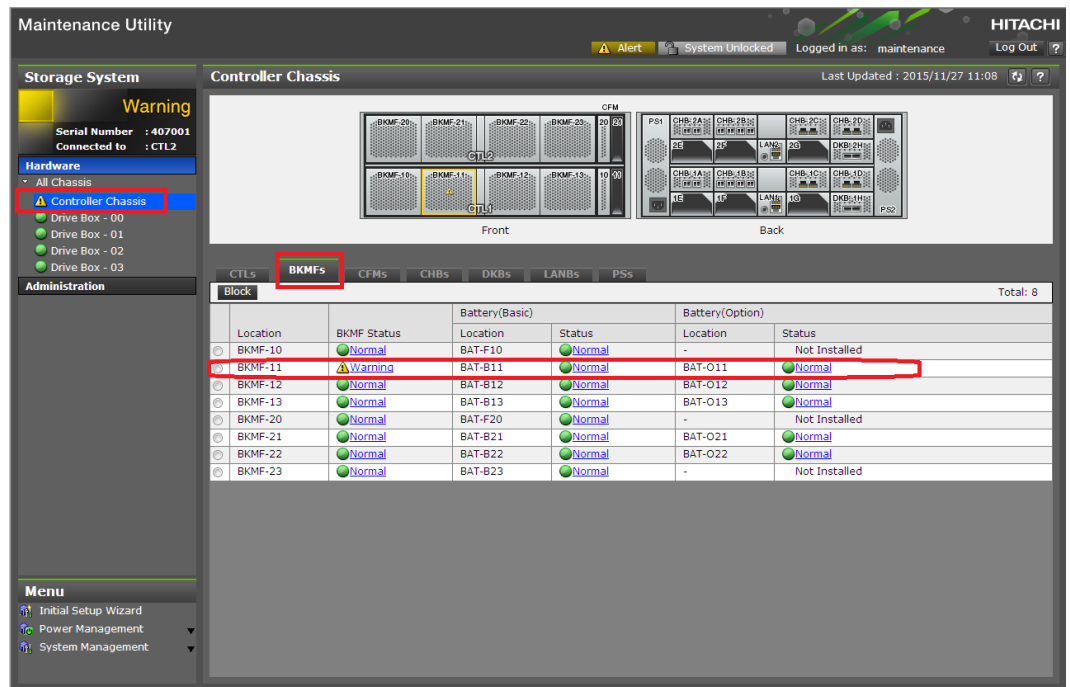 Maintenance Utility
HITACHI
Alert System Unlocked Logged in as: maintenance Log Out ?
Storage System
Warning
Serial Number : 407001
Connected to : CTL2
Hardware
All Chassis
Controller Chassis
Drive Box - 00
Drive Box - 01
Drive Box - 02
Drive Box - 03
Administration
Controller Chassis
Last Updated : 2015/11/27 11:08 ?
CFM
BKMF-20 BKMF-21 BKMF-22 BKMF-23 20
CTL2
BKMF-10 BKMF-11 BKMF-12 BKMF-13 10
CTL1
Front
PS1 CHB-2A CHB-2B CHB-2C CHB-2D
2E 2F LAN2 2G DKB-2H
CHB-1A CHB-1B CHB-1C CHB-1D
1E 1F LAN1 1G DKB-1H PS2
Back
CTLs BKMFs CFMs CHBs DKBs LANBs PSs
Block Total: 8
Battery(Basic) Battery(Option)
Location BKMF Status Location Status Location Status
BKMF-10 Normal BAT-F10 Normal - Not Installed
BKMF-11 Warning BAT-B11 Normal BAT-O11 Normal
BKMF-12 Normal BAT-B12 Normal BAT-O12 Normal
BKMF-13 Normal BAT-B13 Normal BAT-O13 Normal
BKMF-20 Normal BAT-F20 Normal - Not Installed
BKMF-21 Normal BAT-B21 Normal BAT-O21 Normal
BKMF-22 Normal BAT-B22 Normal BAT-O22 Normal
BKMF-23 Normal BAT-B23 Normal - Not Installed
Menu
Initial Setup Wizard
Power Management
System Management